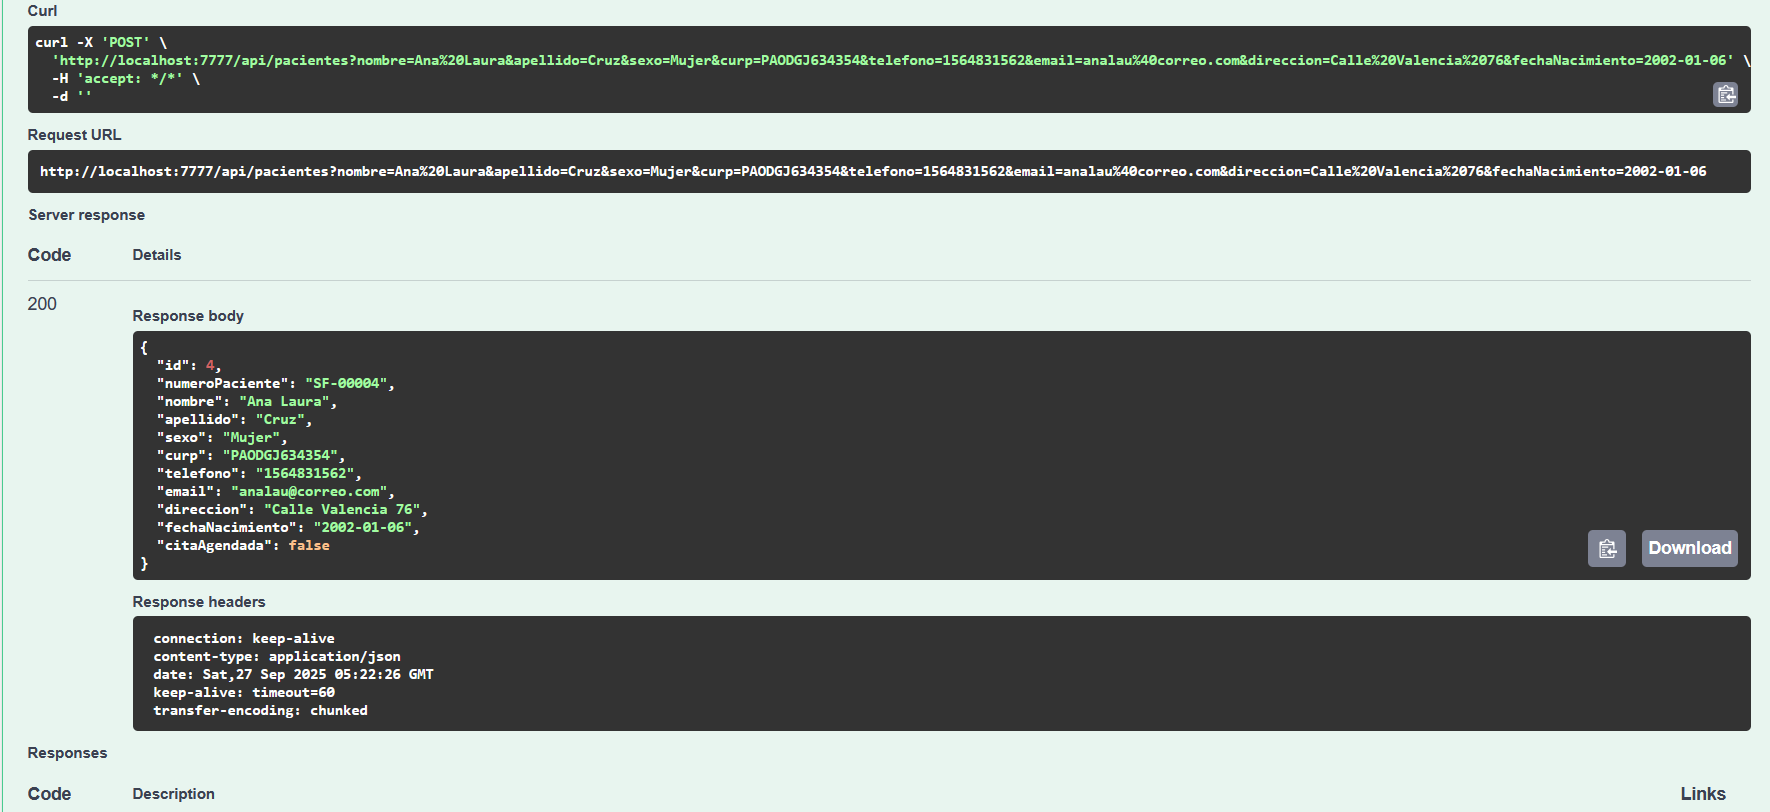 Curl
curl -X 'POST' \
'http://localhost:7777/api/pacientes?nombre=Ana%20Laura&apellido=Cruz&sexo=Mujer&curp=PAODGJ634354&telefono=1564831562&email=analau%40correo.com&direccion=Calle%20Valencia%2076&fechaNacimiento=2002-01-06' \
-H 'accept: */*' \
-d ''
Request URL
http://localhost:7777/api/pacientes?nombre=Ana%20Laura&apellido=Cruz&sexo=Mujer&curp=PAODGJ634354&telefono=1564831562&email=analau%40correo.com&direccion=Calle%20Valencia%2076&fechaNacimiento=2002-01-06
Server response
Code Details
200
Response body
{
"id": 4,
"numeroPaciente": "SF-00004",
"nombre": "Ana Laura",
"apellido": "Cruz",
"sexo": "Mujer",
"curp": "PAODGJ634354",
"telefono": "1564831562",
"email": "analau@correo.com",
"direccion": "Calle Valencia 76",
"fechaNacimiento": "2002-01-06",
"citaAgendada": false
}
Download
Response headers
connection: keep-alive
content-type: application/json
date: Sat,27 Sep 2025 05:22:26 GMT
keep-alive: timeout=60
transfer-encoding: chunked
Responses
Code Description Links